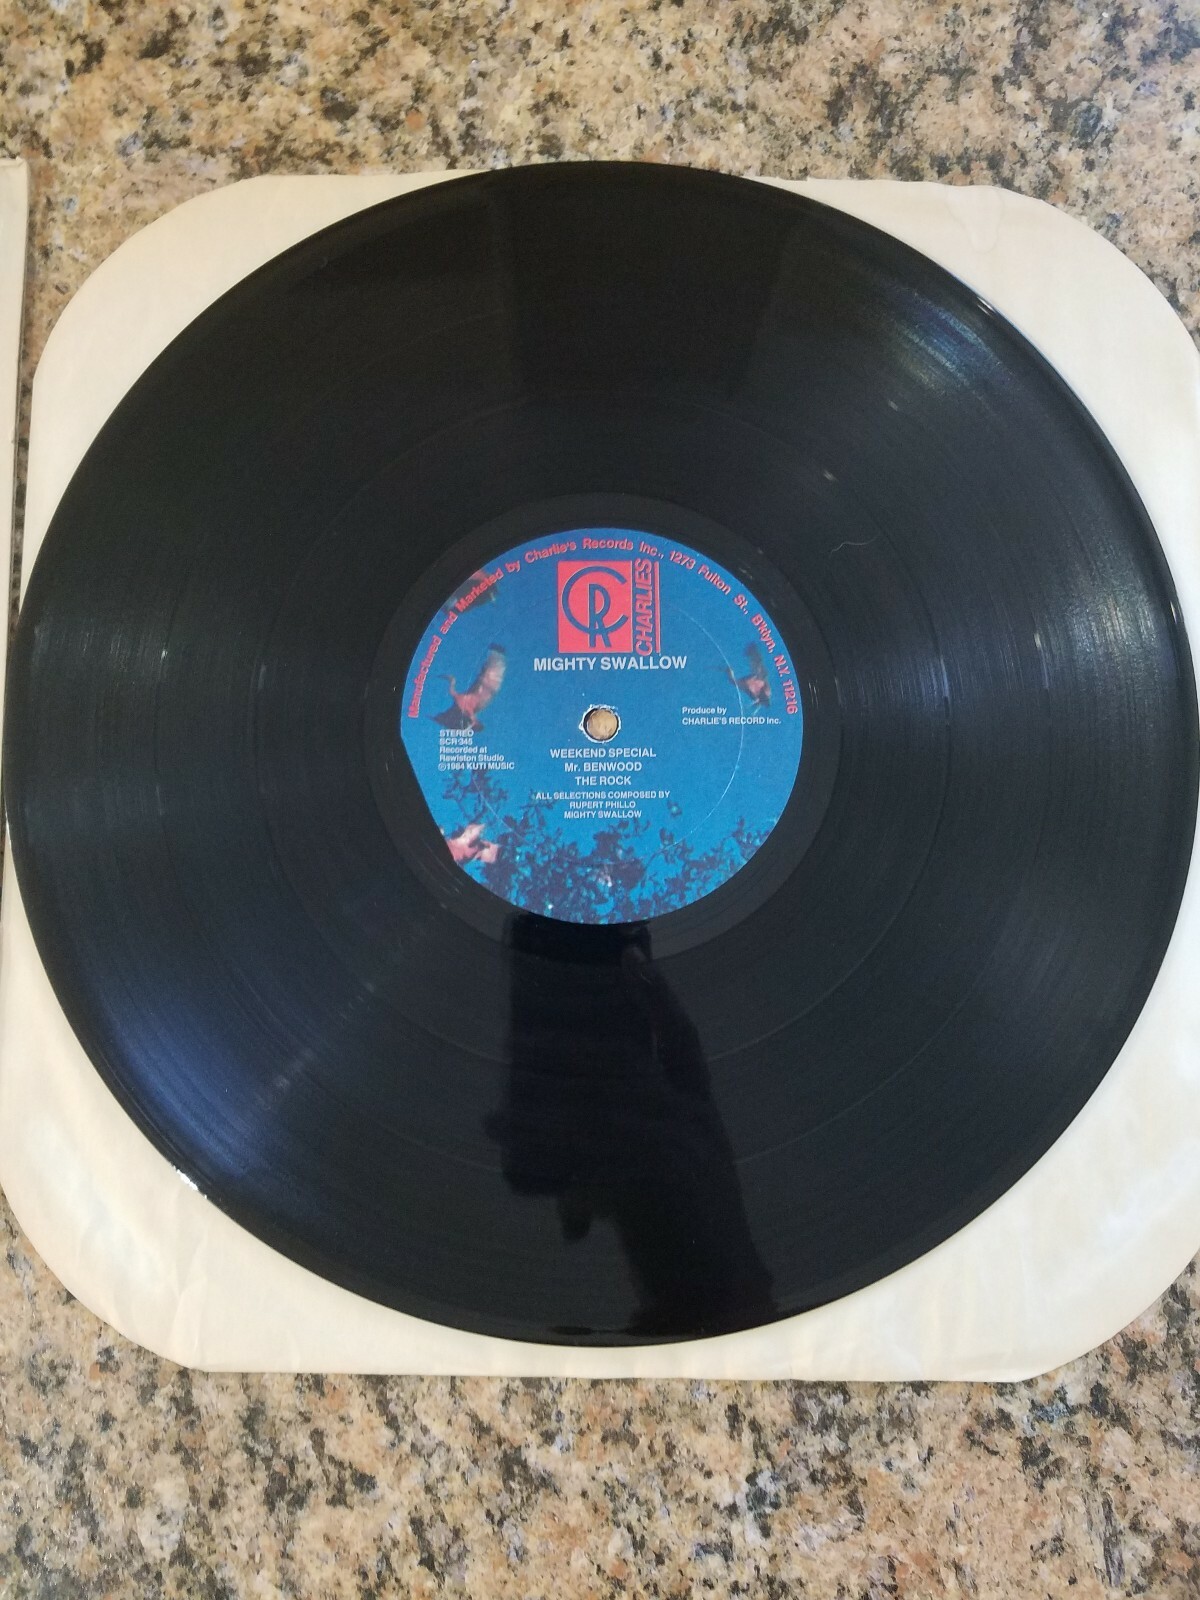 Manufactured and Marketed by Charlie's Records Inc., 1273 Fulton St., B'klyn, N.Y. 11216
CR
CHARLIES
MIGHTY SWALLOW
Produce by
CHARLIE'S RECORD Inc.
STEREO
SCR-345
Recorded at
Rawlston Studio
©1984 KUTI MUSIC
WEEKEND SPECIAL
Mr. BENWOOD
THE ROCK
ALL SELECTIONS COMPOSED BY
RUPERT PHILLO
MIGHTY SWALLOW